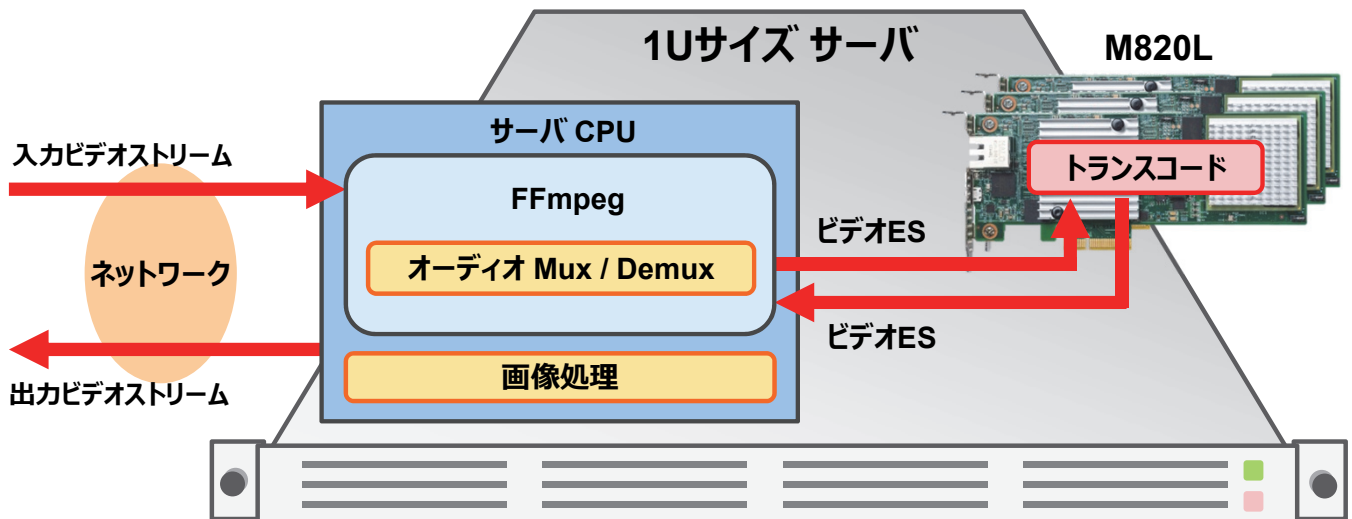 1Uサイズ サーバ
M820L
サーバ CPU
入力ビデオストリーム
FFmpeg
トランスコード
ビデオES
ネットワーク
オーディオ Mux / Demux
ビデオES
画像処理
出力ビデオストリーム